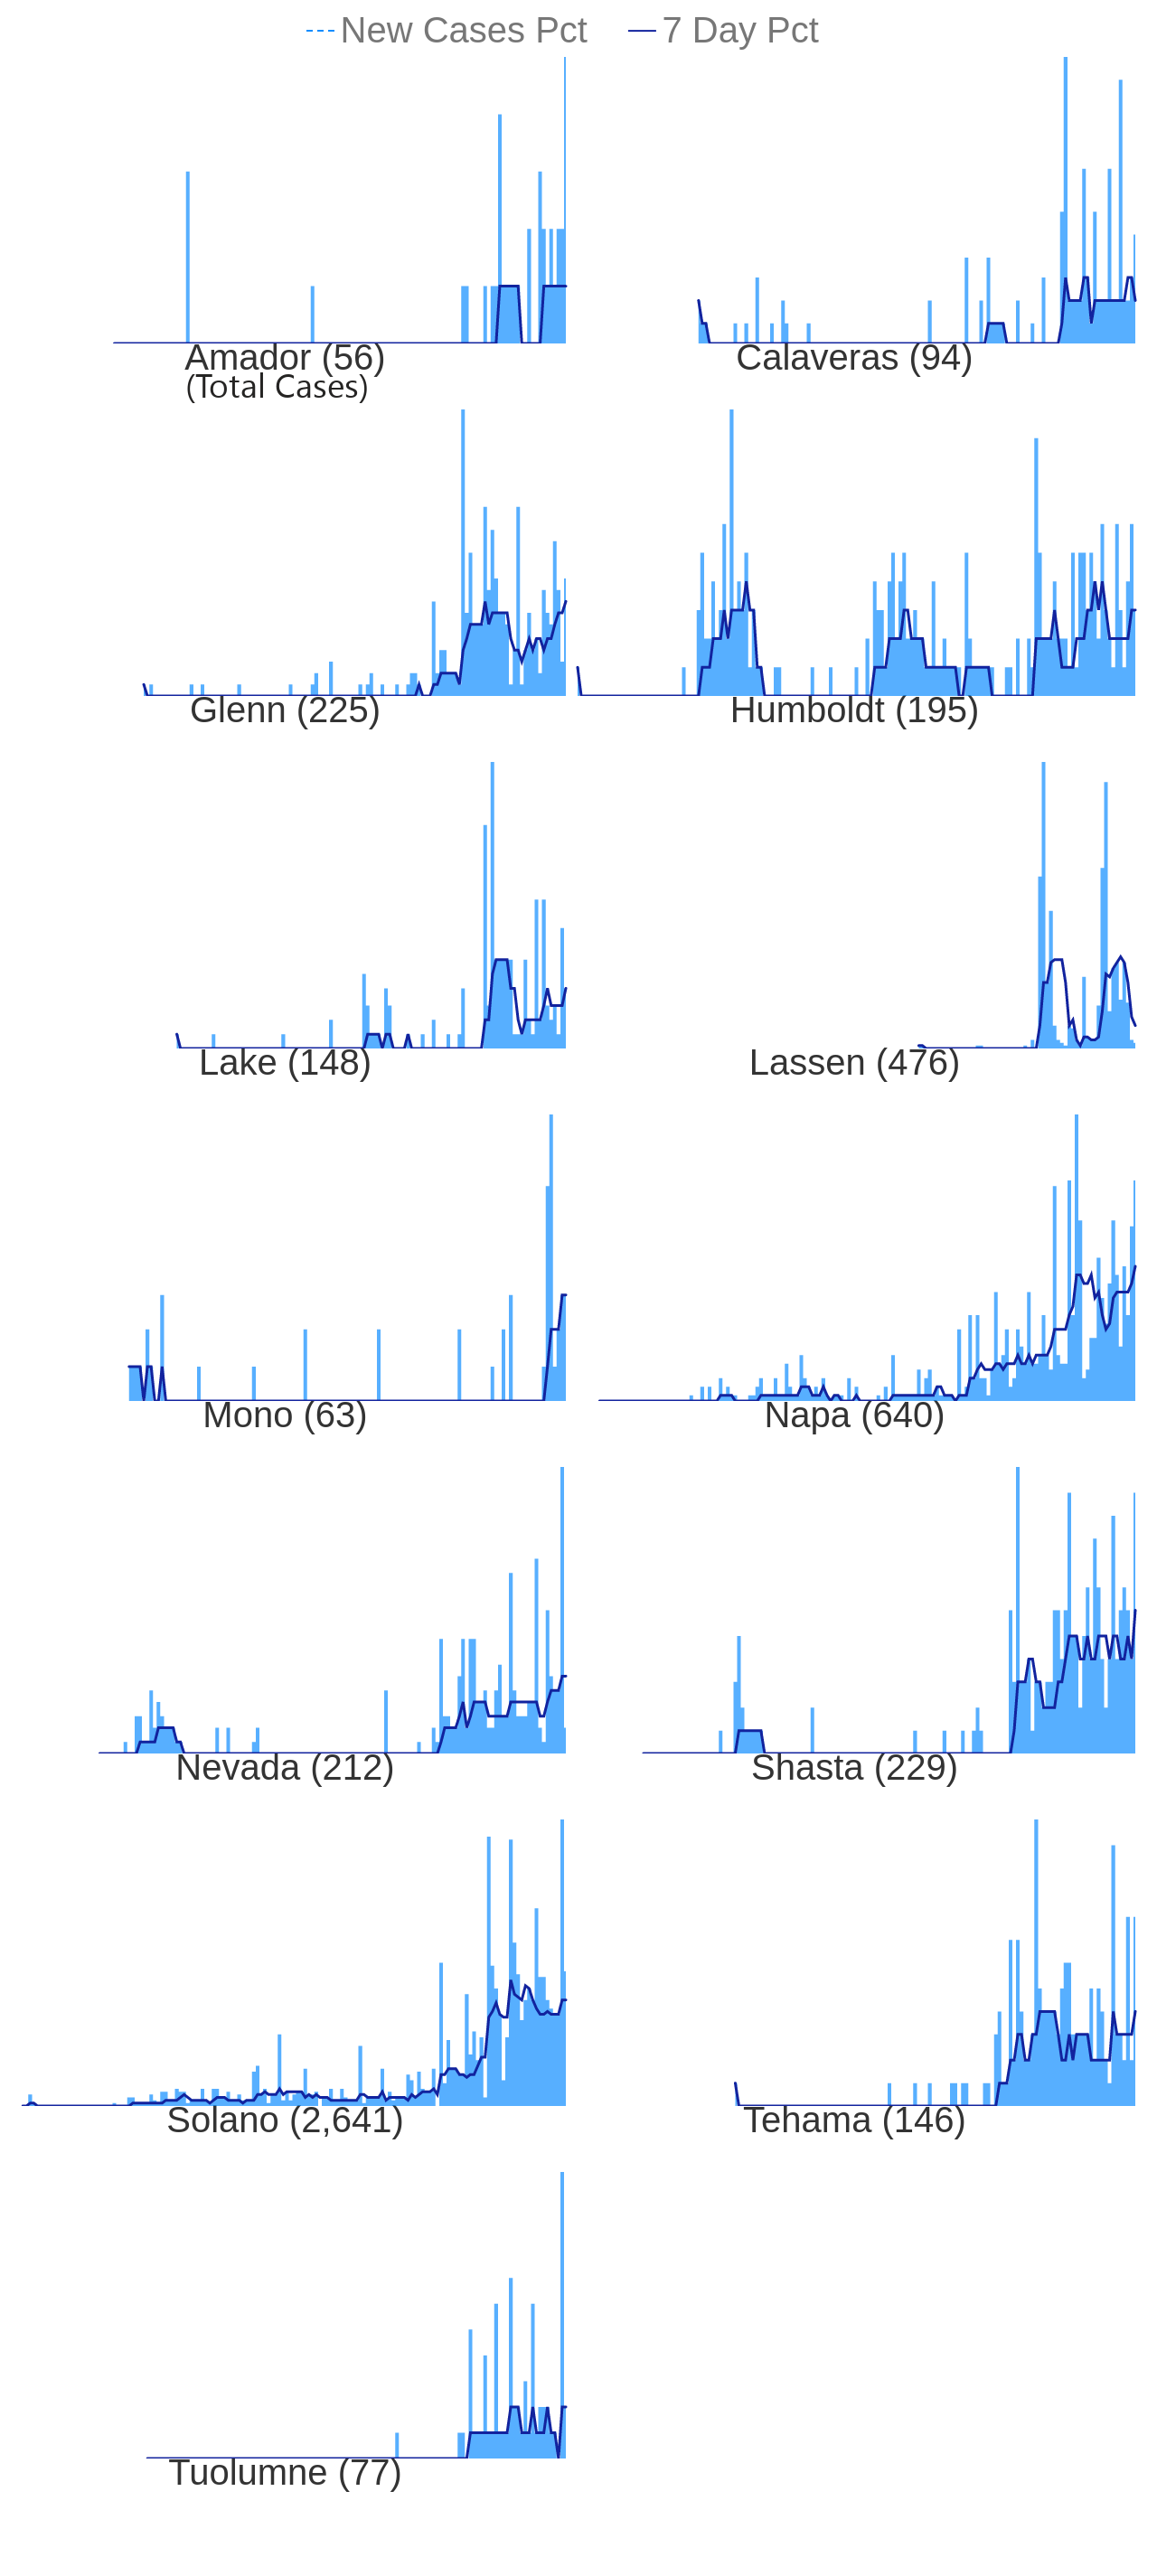 New Cases Pct 7 Day Pct
Amador (56) Calaveras (94)
(Total Cases)
Glenn (225) Humboldt (195)
Lake (148) Lassen (476)
Mono (63) Napa (640)
Nevada (212) Shasta (229)
Solano (2,641) Tehama (146)
Tuolumne (77)